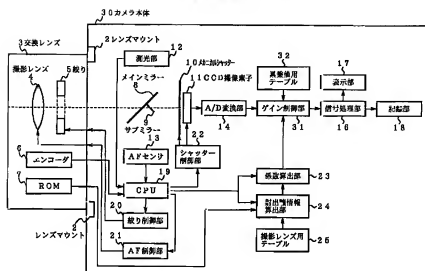 30カメラ本体
3交換レンズ
2レンズマウント
撮影レンズ
4
5絞り
測光部
12
メインミラー
8
10メカニカルシャッター
11CCD撮像素子
32
累積値用
テーブル
17
表示部
A/D変換部
14
ゲイン制御部
31
信号処理部
16
記録部
18
9
サブミラー
13
AFセンサ
22
シャッター
制御部
6
エンコーダ
19
CPU
係数算出部
23
7
ROM
20
絞り制御部
射出瞳情報
算出部
24
2
レンズマウント
21
AF制御部
撮影レンズ用
テーブル
25